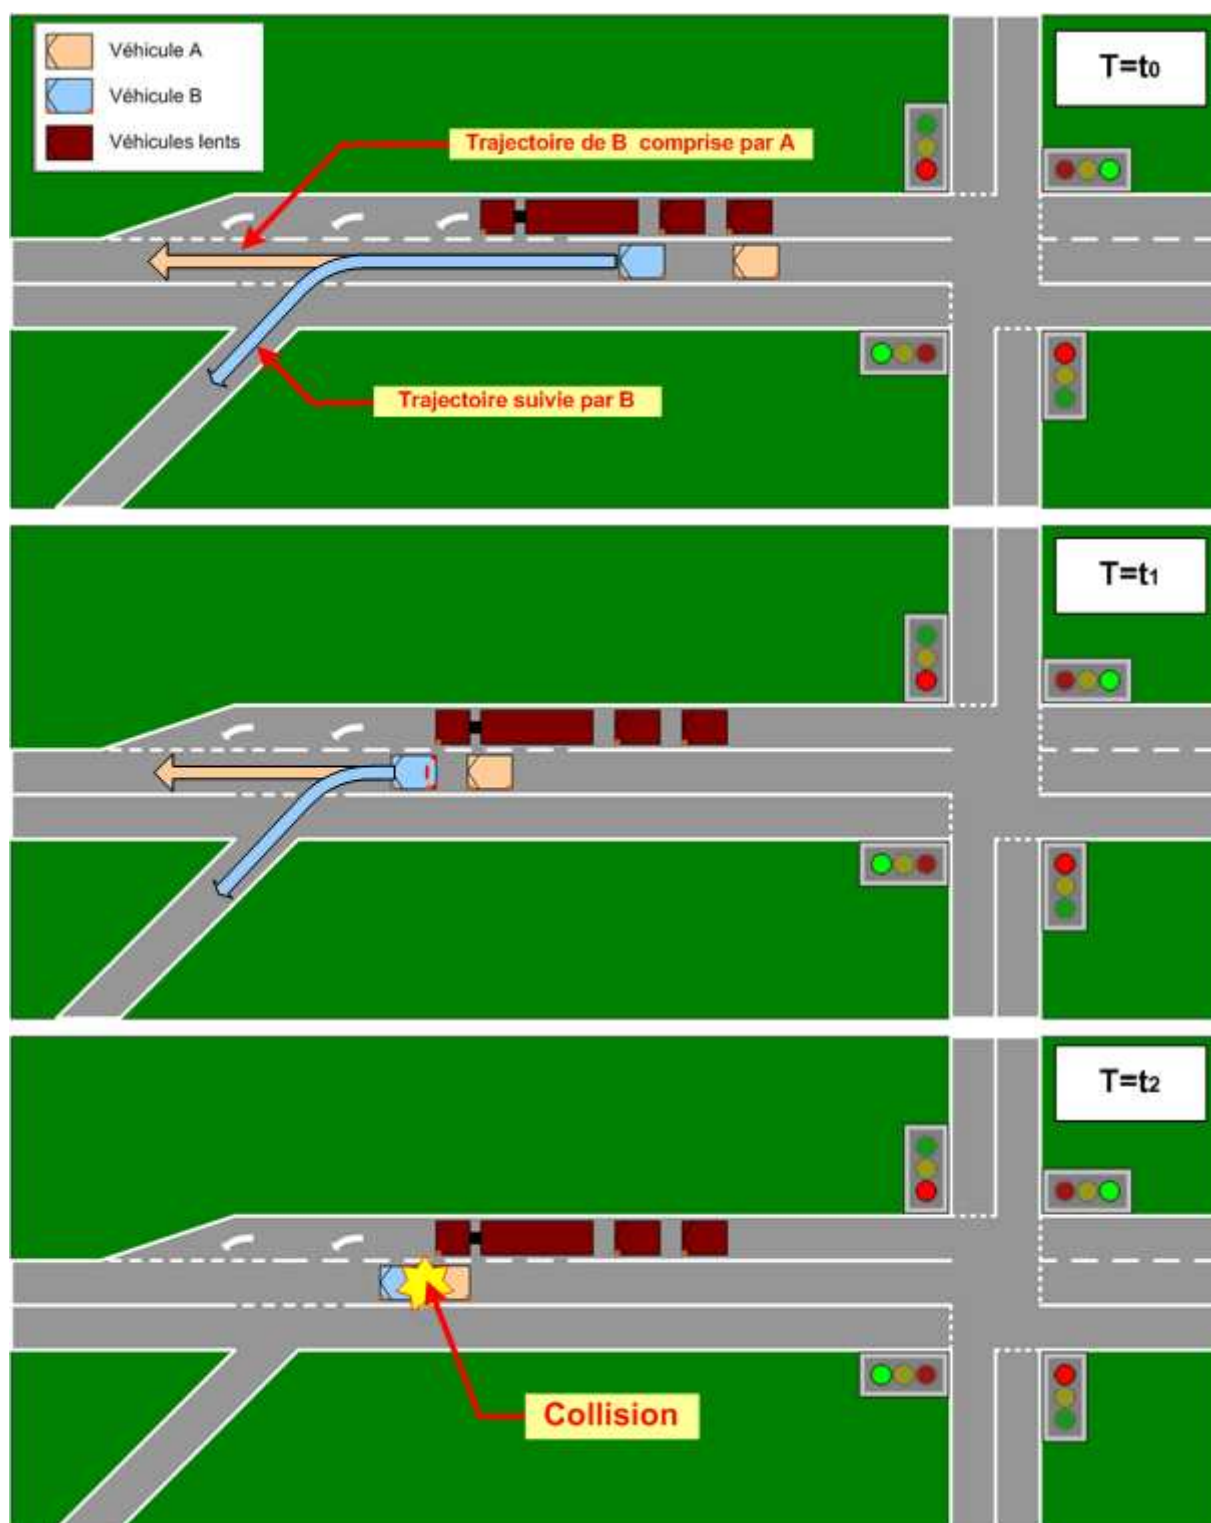 Véhicule A
Véhicule B
Véhicules lents
T=t0
Trajectoire de B comprise par A
Trajectoire suivie par B
T=t1
T=t2
Collision